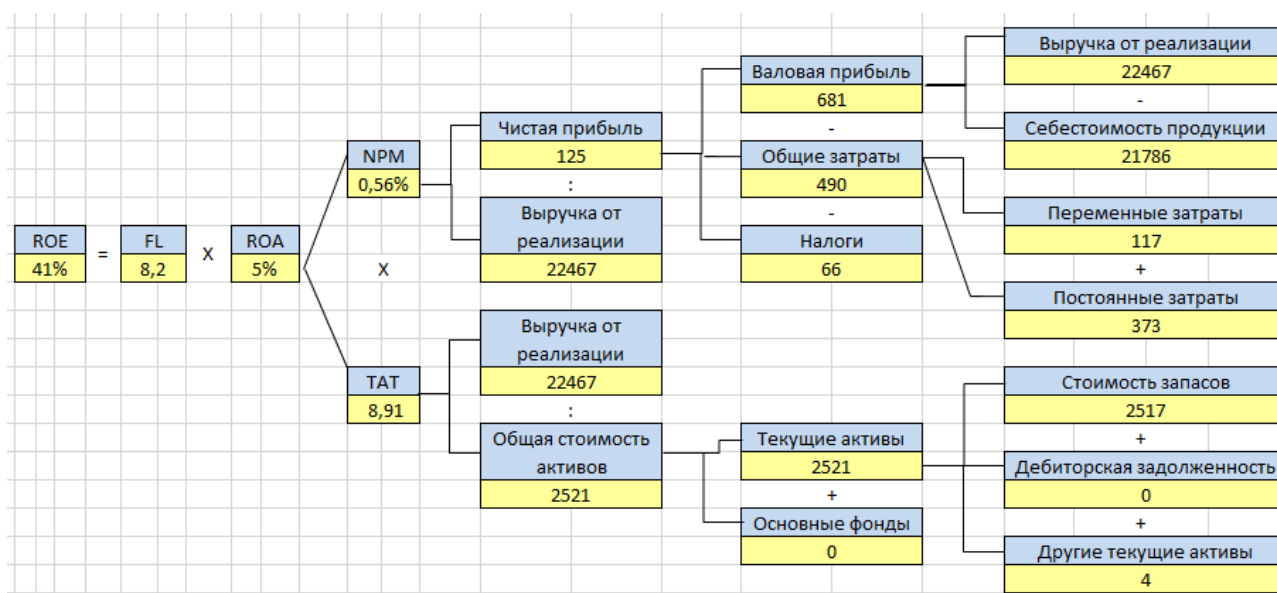 Выручка от реализации
22467
-
Себестоимость продукции
21786
Валовая прибыль
681
-
Общие затраты
490
-
Налоги
66
Переменные затраты
117
+
Постоянные затраты
373
Чистая прибыль
125
:
Выручка от
реализации
22467
NPM
0,56%
ROE
41%
=
FL
8,2
X
ROA
5%
X
TAT
8,91
Выручка от
реализации
22467
:
Общая стоимость
активов
2521
Текущие активы
2521
+
Основные фонды
0
Стоимость запасов
2517
+
Дебиторская задолженность
0
+
Другие текущие активы
4